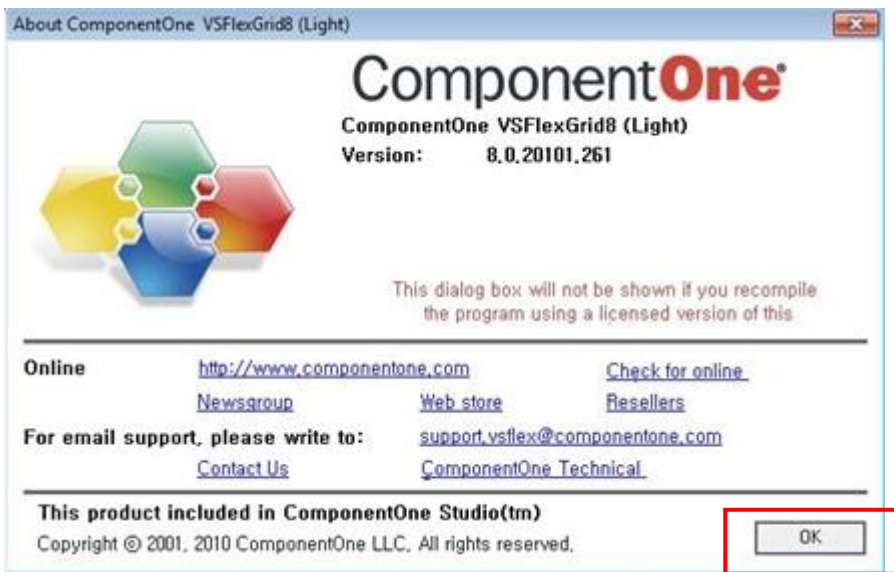 About ComponentOne VSFlexGrid8 (Light)
ComponentOne®
ComponentOne VSFlexGrid8 (Light)
Version: 8.0.20101.261
This dialog box will not be shown if you recompile
the program using a licensed version of this
Online http://www.componentone.com Check for online
Newsgroup Web store Resellers
For email support, please write to: support.vsflex@componentone.com
Contact Us ComponentOne Technical
This product included in ComponentOne Studio(tm)
Copyright © 2001, 2010 ComponentOne LLC. All rights reserved.
OK